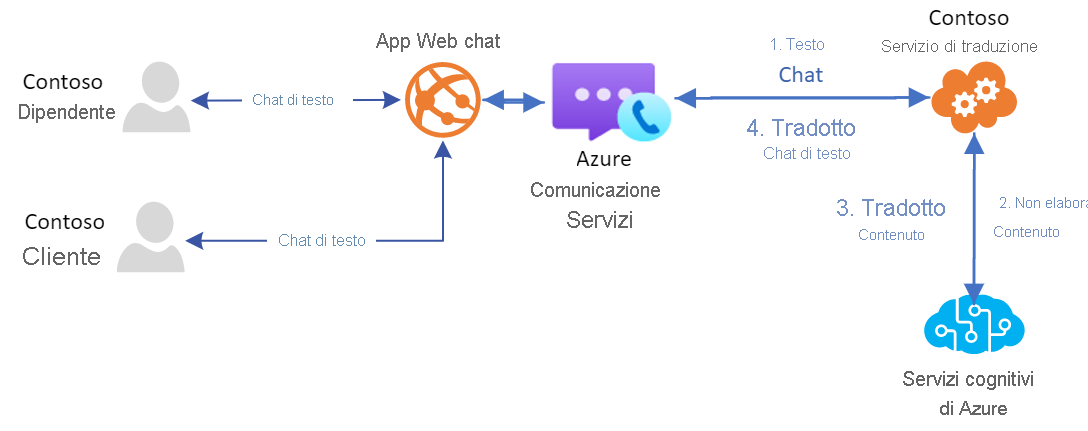 Contoso
Dipendente
Chat di testo
App Web chat
Azure
Comunicazione
Servizi
1. Testo
Chat
4. Tradotto
Chat di testo
Contoso
Servizio di traduzione
Contoso
Cliente
Chat di testo
3. Tradotto
Contenuto
2. Non elabora
Contenuto
Servizi cognitivi
di Azure